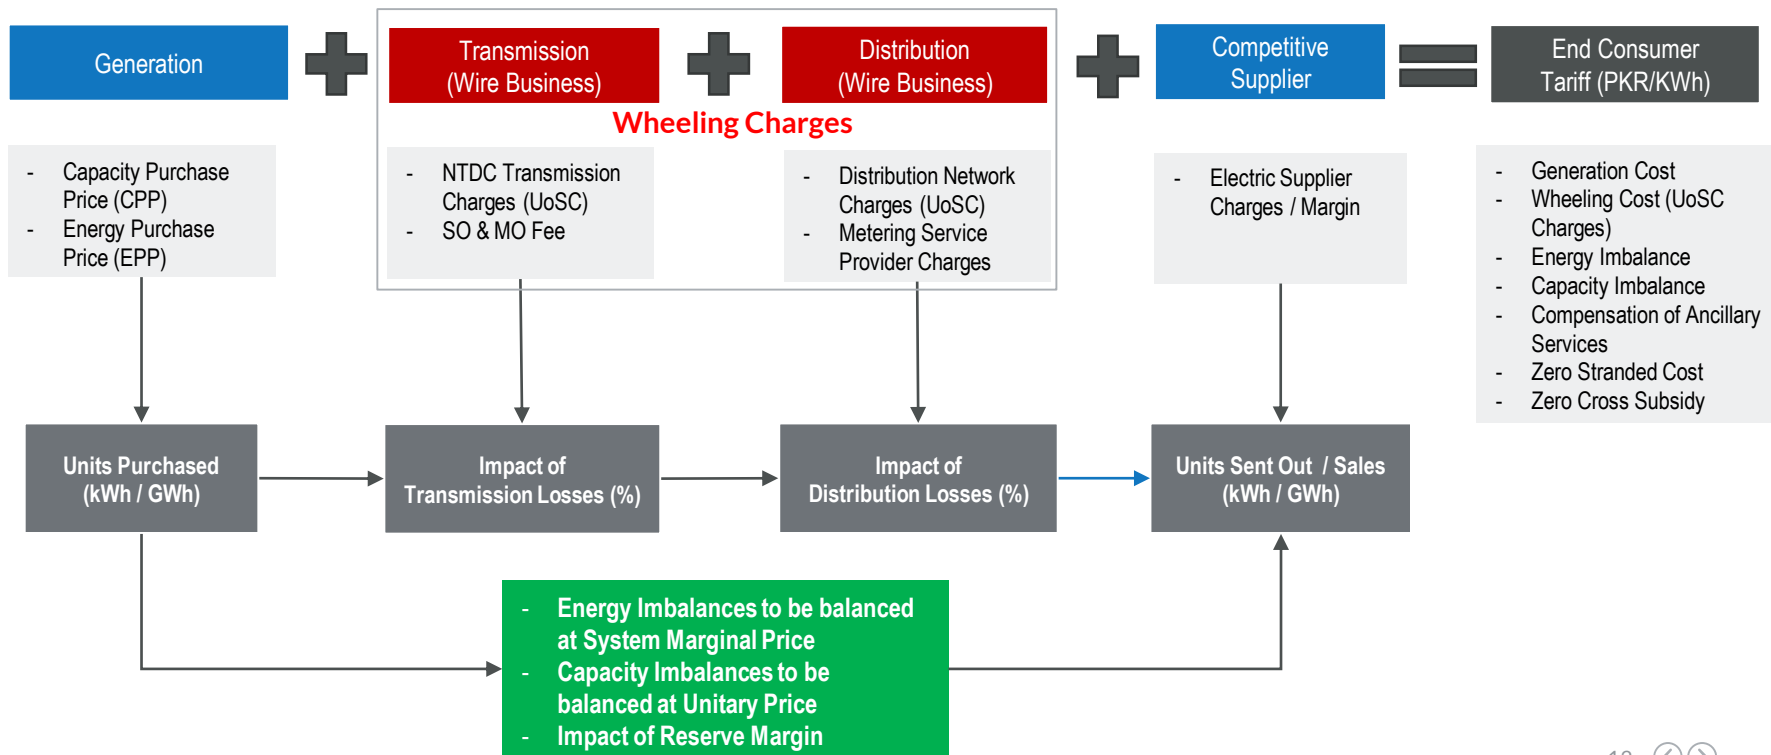 Generation
Transmission
(Wire Business)
Distribution
(Wire Business)
Competitive
Supplier
End Consumer
Tariff (PKR/KWh)
Wheeling Charges
- Capacity Purchase
Price (CPP)
- Energy Purchase
Price (EPP)
- NTDC Transmission
Charges (UoSC)
- SO & MO Fee
- Distribution Network
Charges (UoSC)
- Metering Service
Provider Charges
- Electric Supplier
Charges / Margin
- Generation Cost
- Wheeling Cost (UoSC
Charges)
- Energy Imbalance
- Capacity Imbalance
- Compensation of Ancillary
Services
- Zero Stranded Cost
- Zero Cross Subsidy
Units Purchased
(kWh / GWh)
Impact of
Transmission Losses (%)
Impact of
Distribution Losses (%)
Units Sent Out / Sales
(kWh / GWh)
- Energy Imbalances to be balanced
at System Marginal Price
- Capacity Imbalances to be
balanced at Unitary Price
- Impact of Reserve Margin